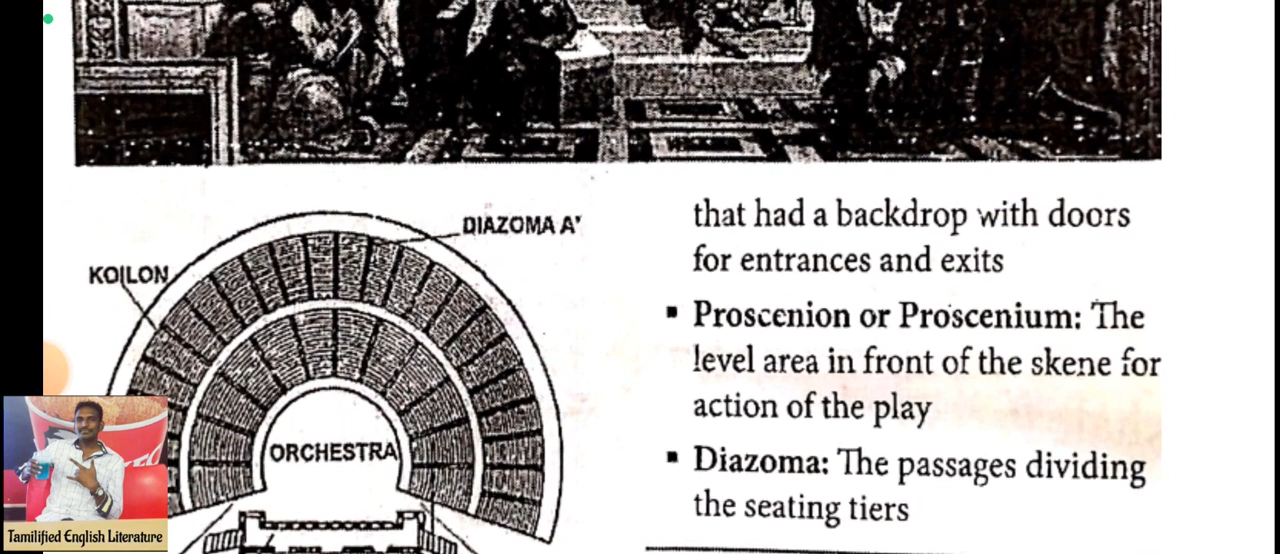 DIAZOMA A'
KOILON
ORCHESTRA
that had a backdrop with doors
for entrances and exits
▪ Proscenion or Proscenium: The
level area in front of the skene for
action of the play
▪ Diazoma: The passages dividing
the seating tiers
Tamilified English Literature